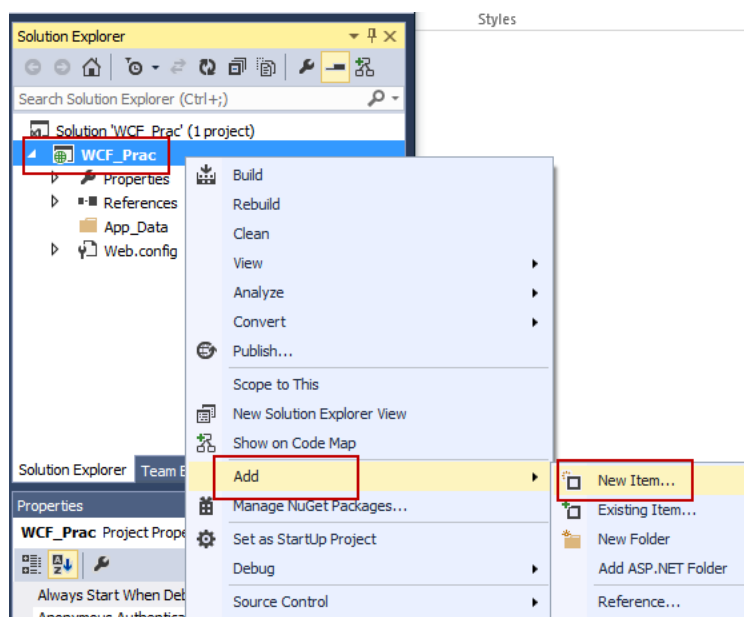 Styles
Solution Explorer
Search Solution Explorer (Ctrl+;)
Solution 'WCF_Prac' (1 project)
WCF_Prac
Properties
References
App_Data
Web.config
Build
Rebuild
Clean
View
Analyze
Convert
Publish...
Scope to This
New Solution Explorer View
Show on Code Map
Add
Manage NuGet Packages...
Set as StartUp Project
Debug
Source Control
New Item...
Existing Item...
New Folder
Add ASP.NET Folder
Reference...
Solution Explorer Team E
Properties
WCF_Prac Project Prope
Always Start When Deb
Anonymous Authentica